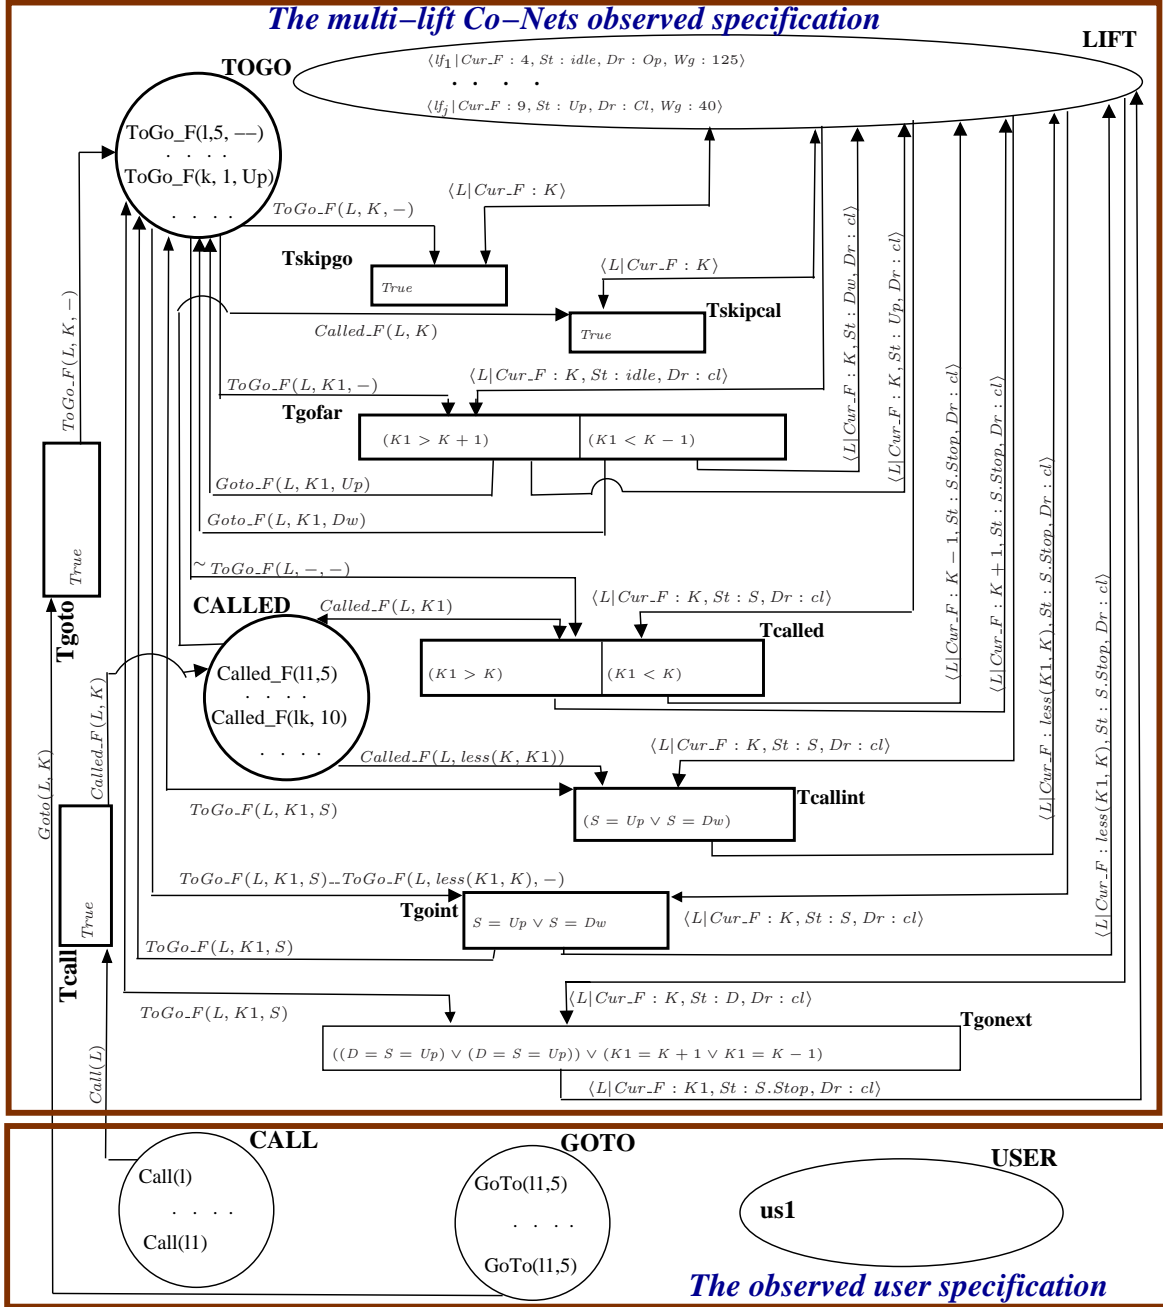 The multi−lift Co−Nets observed specification
LIFT
TOGO
⟨lf₁|Cur_F : 4, St : idle, Dr : Op, Wg : 125⟩
. . . .
⟨lfⱼ|Cur_F : 9, St : Up, Dr : Cl, Wg : 40⟩
ToGo_F(l,5, −−)
. . . .
ToGo_F(k, 1, Up)
. . . .
ToGo_F(L, K, −)
⟨L|Cur_F : K⟩
Tskipgo
True
⟨L|Cur_F : K⟩
Tskipcal
True
Called_F(L, K)
ToGo_F(L, K, −)
⟨L|Cur_F : K, St : Dw, Dr : cl⟩
⟨L|Cur_F : K, St : Up, Dr : cl⟩
⟨L|Cur_F : K − 1, St : S.Stop, Dr : cl⟩
⟨L|Cur_F : K + 1, St : S.Stop, Dr : cl⟩
⟨L|Cur_F : less(K1, K), St : S.Stop, Dr : cl⟩
⟨L|Cur_F : less(K1, K), St : S.Stop, Dr : cl⟩
ToGo_F(L, K1, −)
⟨L|Cur_F : K, St : idle, Dr : cl⟩
Tgofar
(K1 > K + 1)
(K1 < K − 1)
Goto_F(L, K1, Up)
Goto_F(L, K1, Dw)
True
Tgoto
∼ ToGo_F(L, −, −)
CALLED
Called_F(L, K1)
⟨L|Cur_F : K, St : S, Dr : cl⟩
Tcalled
(K1 > K)
(K1 < K)
Called_F(l1,5)
. . . .
Called_F(lk, 10)
. . . .
Called_F(L, K)
Goto(L, K)
Called_F(L, less(K, K1))
⟨L|Cur_F : K, St : S, Dr : cl⟩
Tcallint
ToGo_F(L, K1, S)
(S = Up ∨ S = Dw)
True
Tcall
ToGo_F(L, K1, S)_ToGo_F(L, less(K1, K), −)
Tgoint
S = Up ∨ S = Dw
⟨L|Cur_F : K, St : S, Dr : cl⟩
ToGo_F(L, K1, S)
⟨L|Cur_F : K, St : D, Dr : cl⟩
ToGo_F(L, K1, S)
Tgonext
((D = S = Up) ∨ (D = S = Up)) ∨ (K1 = K + 1 ∨ K1 = K − 1)
⟨L|Cur_F : K1, St : S.Stop, Dr : cl⟩
Call(L)
CALL
GOTO
USER
Call(l)
. . . .
Call(l1)
GoTo(l1,5)
. . . .
GoTo(l1,5)
us1
The observed user specification